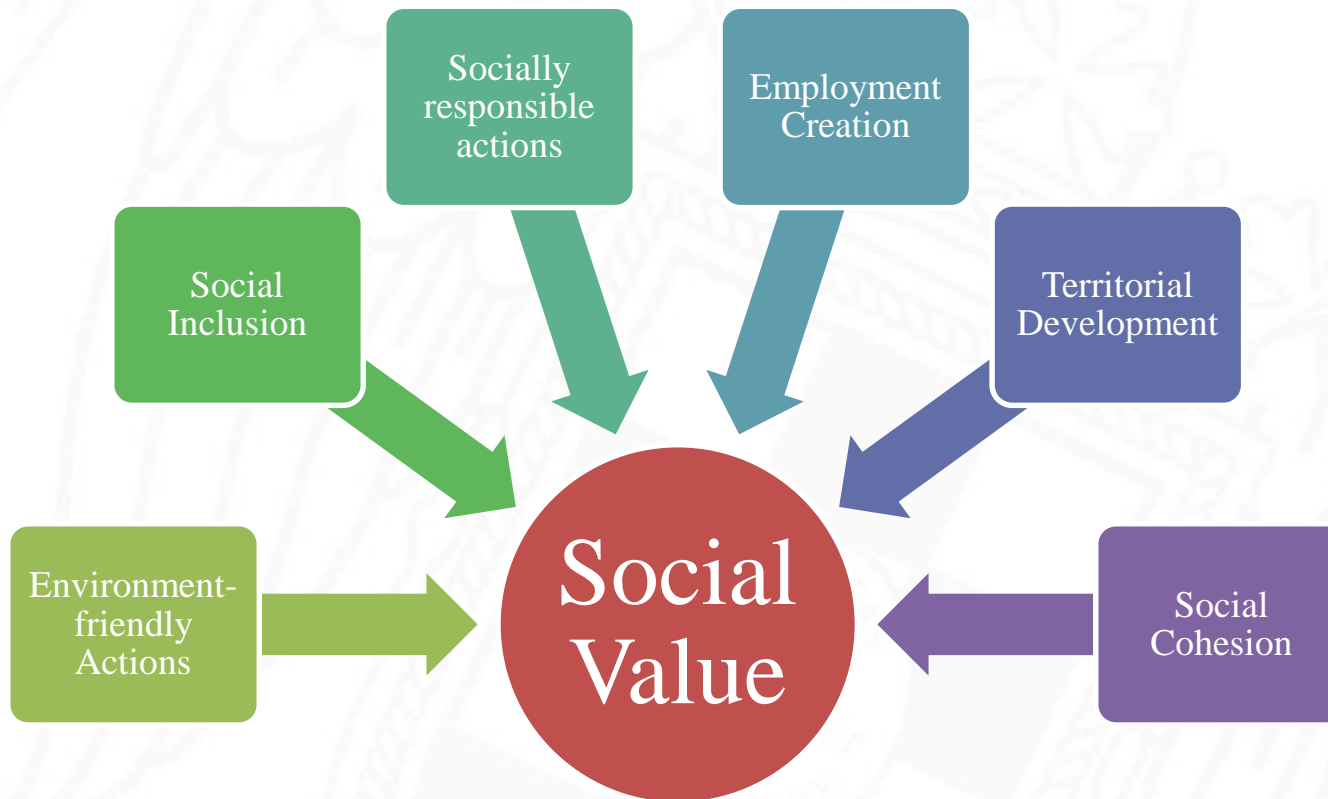 Socially
responsible
actions
Employment
Creation
Social
Inclusion
Territorial
Development
Environment-
friendly
Actions
Social
Value
Social
Cohesion